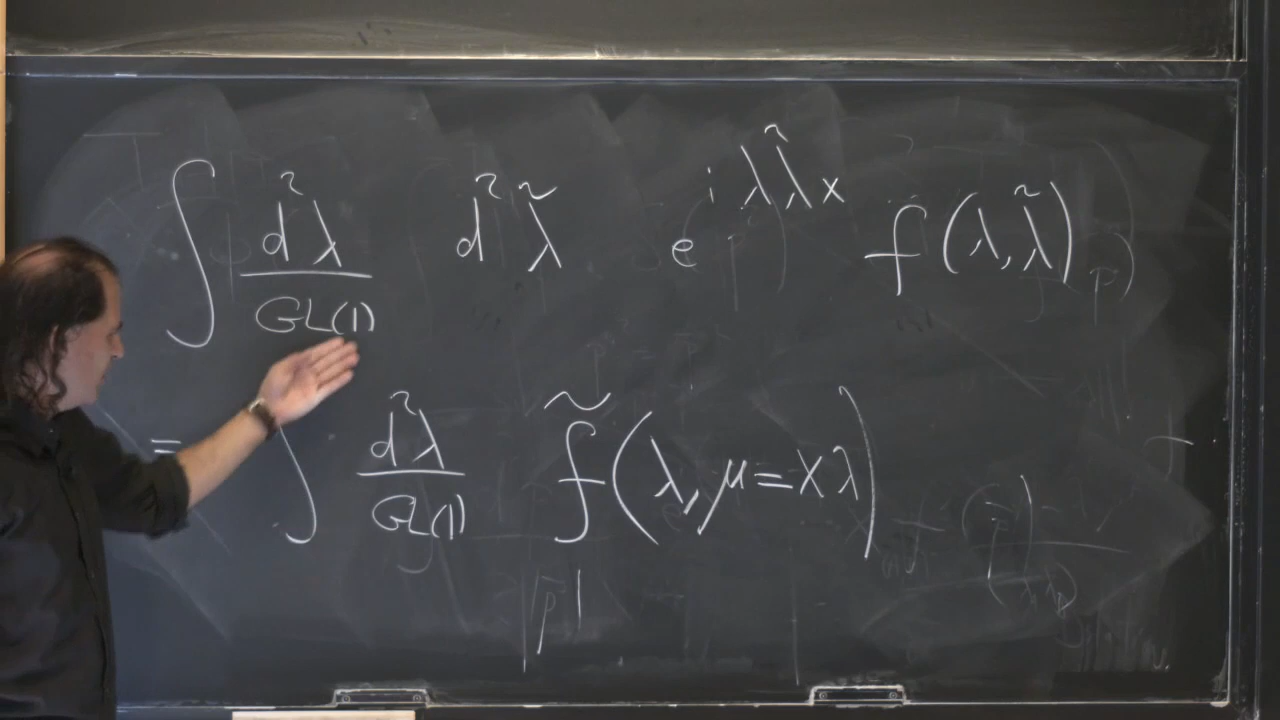 ∫ d²λ/GL(1) d²λ̃ e^{iλλ̃x} f(λ,λ̃)
= ∫ d²λ/GL(1) f̃(λ, μ=xλ)